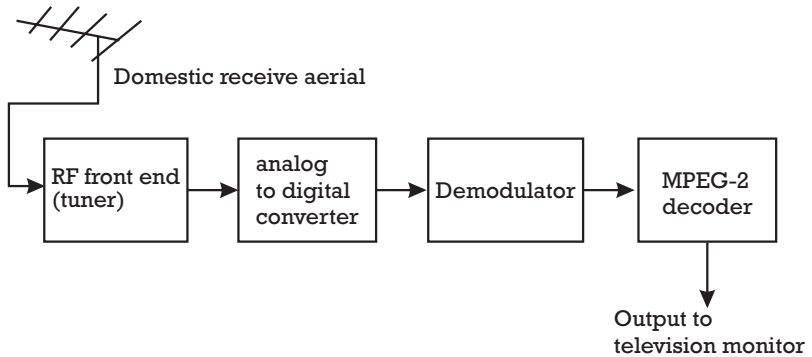 Domestic receive aerial
RF front end
(tuner)
analog
to digital
converter
Demodulator
MPEG-2
decoder
Output to
television monitor